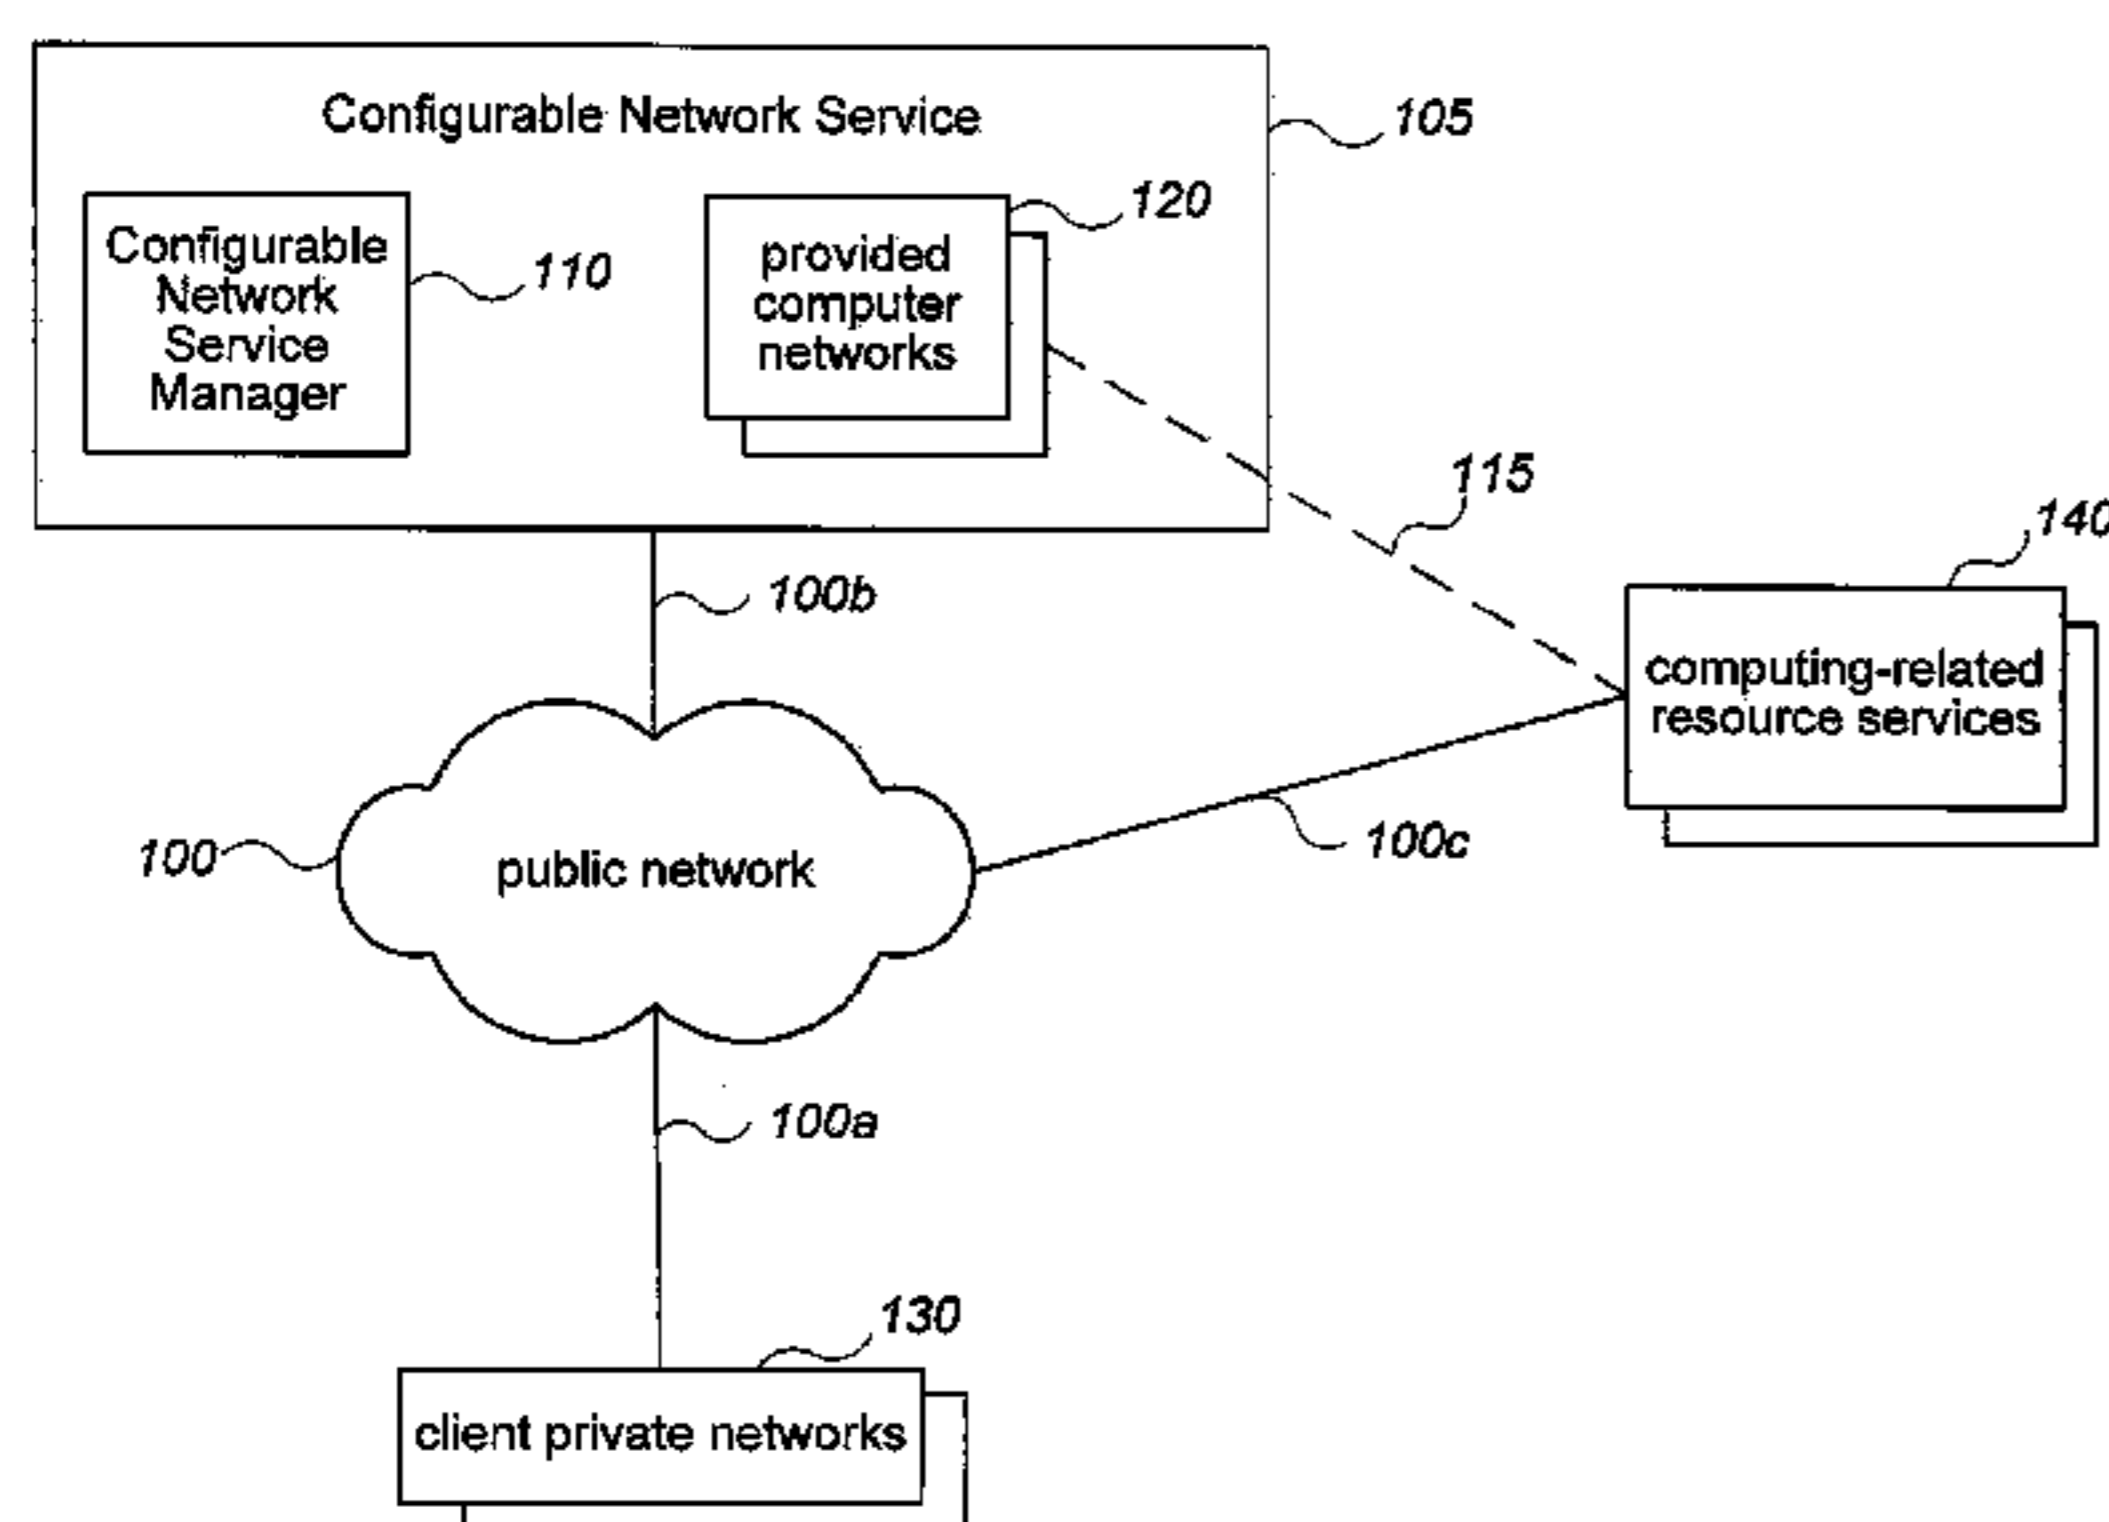 Configurable Network Service
105
Configurable
Network
Service
Manager
110
provided
computer
networks
120
115
140
computing-related
resource services
100b
100
public network
100c
100a
130
client private networks